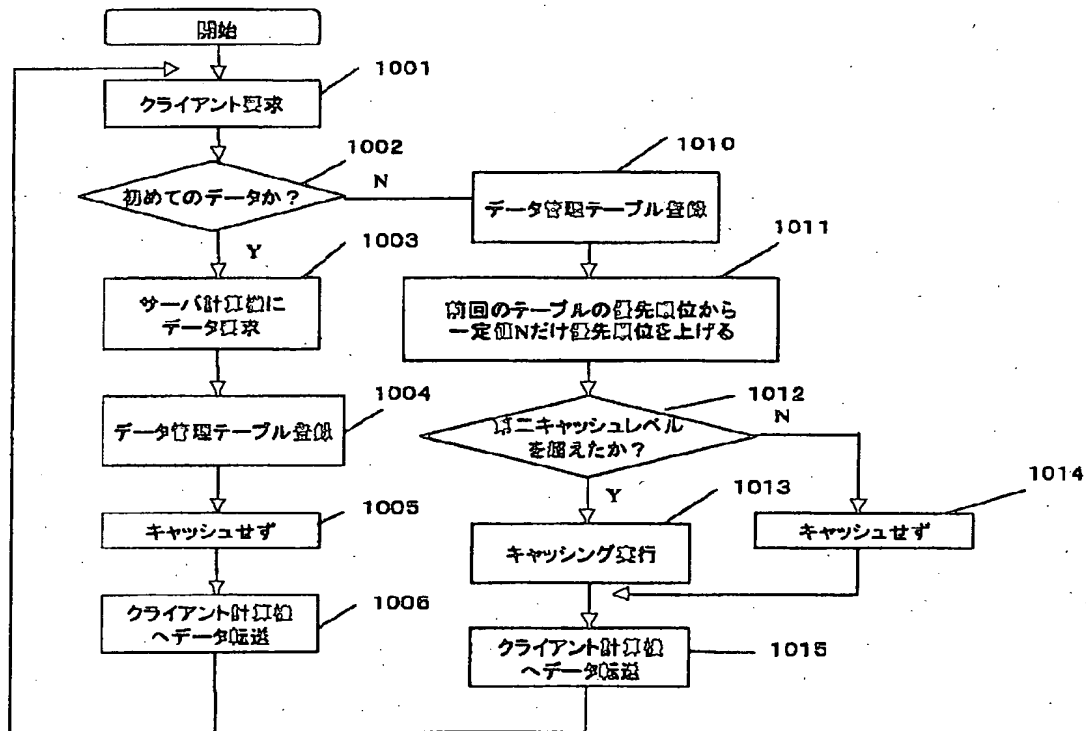 開始
1001
クライアント要求
1002
初めてのデータか？
N
Y
1003
サーバ計算機に
データ要求
1004
データ管理テーブル登録
1005
キャッシュせず
1006
クライアント計算機
へデータ転送
1010
データ管理テーブル登録
1011
前回のテーブルの優先順位から
一定値Nだけ優先順位を上げる
1012
ニキャッシュレベル
を超えたか？
N
Y
1013
キャッシング実行
1014
キャッシュせず
クライアント計算機
へデータ転送
1015